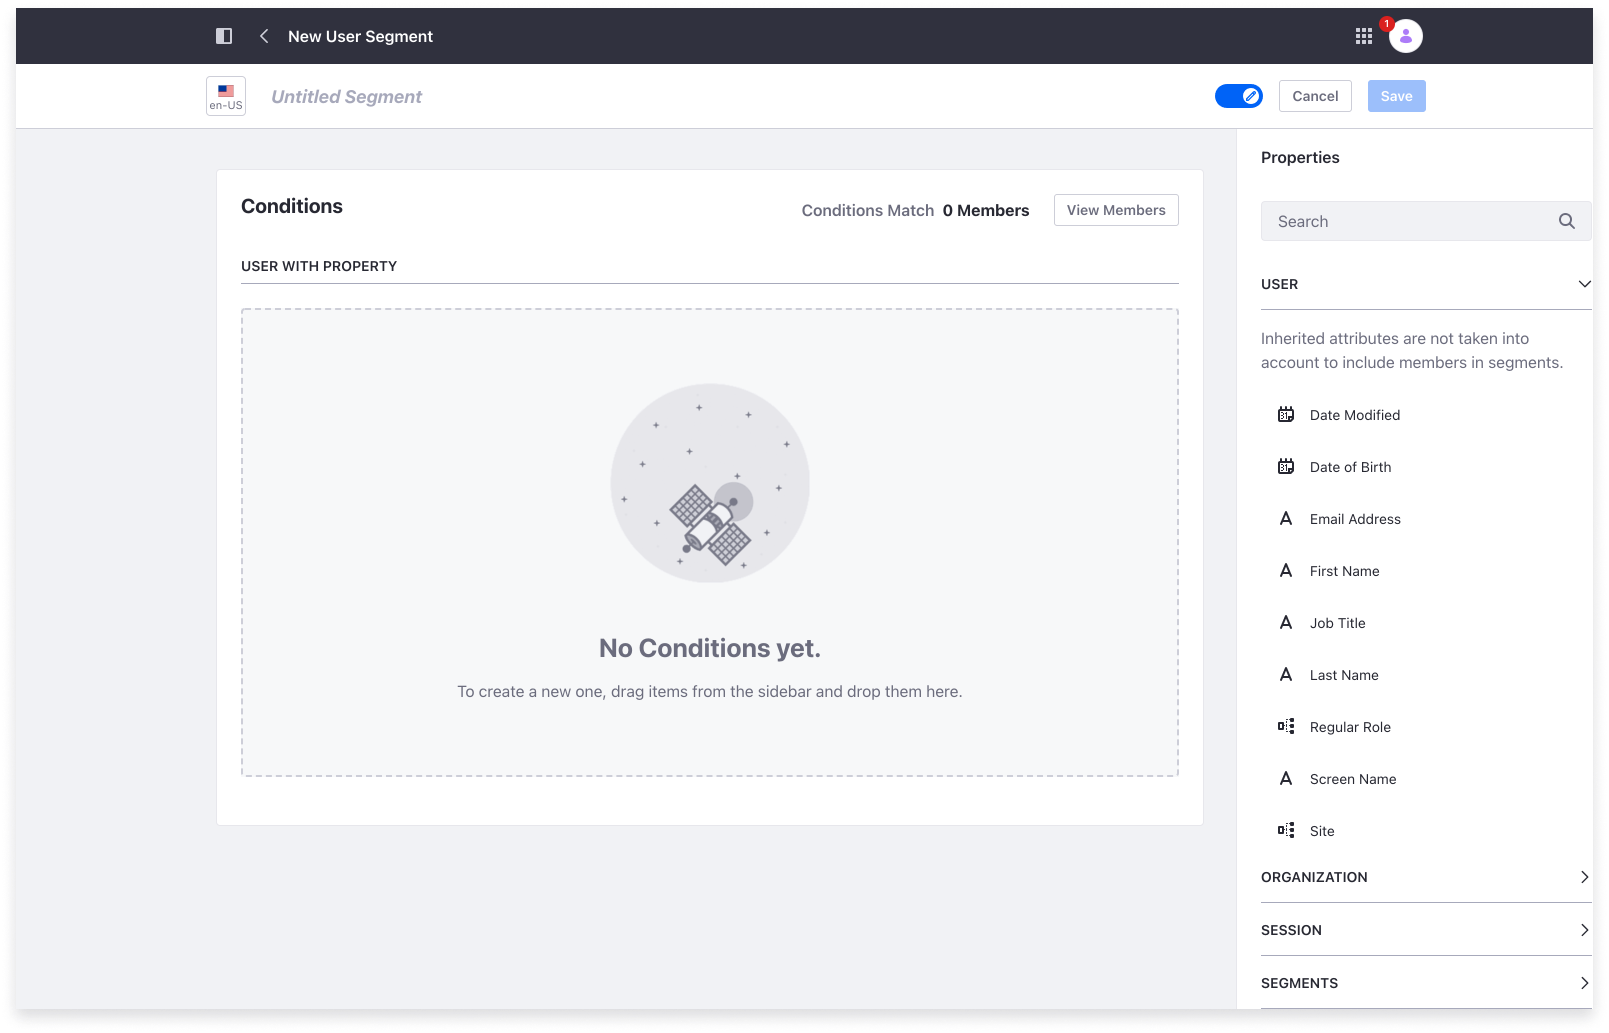 New User Segment
1
en-US
Untitled Segment
Cancel
Save
Conditions
Conditions Match 0 Members
View Members
USER WITH PROPERTY
No Conditions yet.
To create a new one, drag items from the sidebar and drop them here.
Properties
Search
USER
Inherited attributes are not taken into
account to include members in segments.
31 Date Modified
31 Date of Birth
A Email Address
A First Name
A Job Title
A Last Name
Regular Role
A Screen Name
Site
ORGANIZATION
SESSION
SEGMENTS